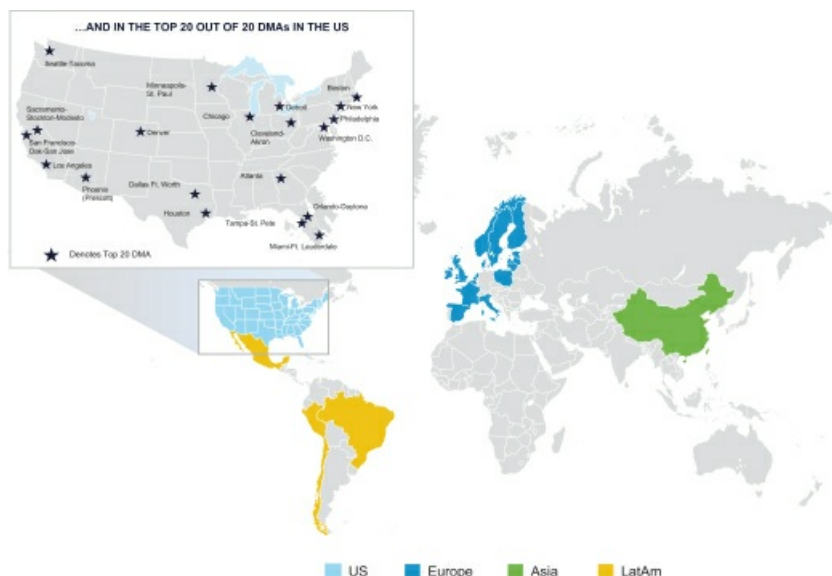 ...AND IN THE TOP 20 OUT OF 20 DMAs IN THE US
Seattle-Tacoma
Minneapolis-
St. Paul
Boston
Sacramento-
Stockton-Modesto
Chicago
Detroit
New York
Philadelphia
Denver
Cleveland-
Akron
Washington D.C.
San Francisco-
Oak-San Jose
Los Angeles
Phoenix
(Prescott)
Dallas Ft. Worth
Atlanta
Houston
Orlando-Daytona
Tampa-St. Pete
Miami-Ft. Lauderdale
Denotes Top 20 DMA
US
Europe
Asia
LatAm